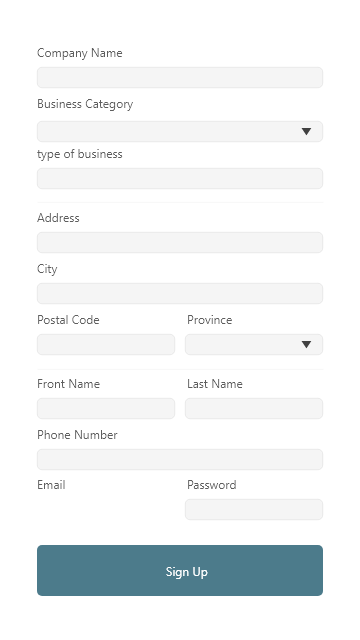 Company Name
Business Category
type of business
Address
City
Postal Code Province
Front Name Last Name
Phone Number
Email Password
Sign Up